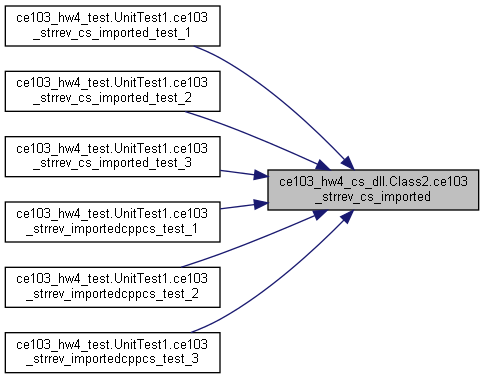 ce103_hw4_test.UnitTest1.ce103
_strrev_cs_imported_test_1
ce103_hw4_test.UnitTest1.ce103
_strrev_cs_imported_test_2
ce103_hw4_test.UnitTest1.ce103
_strrev_cs_imported_test_3
ce103_hw4_cs_dll.Class2.ce103
_strrev_cs_imported
ce103_hw4_test.UnitTest1.ce103
_strrev_importedcppcs_test_1
ce103_hw4_test.UnitTest1.ce103
_strrev_importedcppcs_test_2
ce103_hw4_test.UnitTest1.ce103
_strrev_importedcppcs_test_3